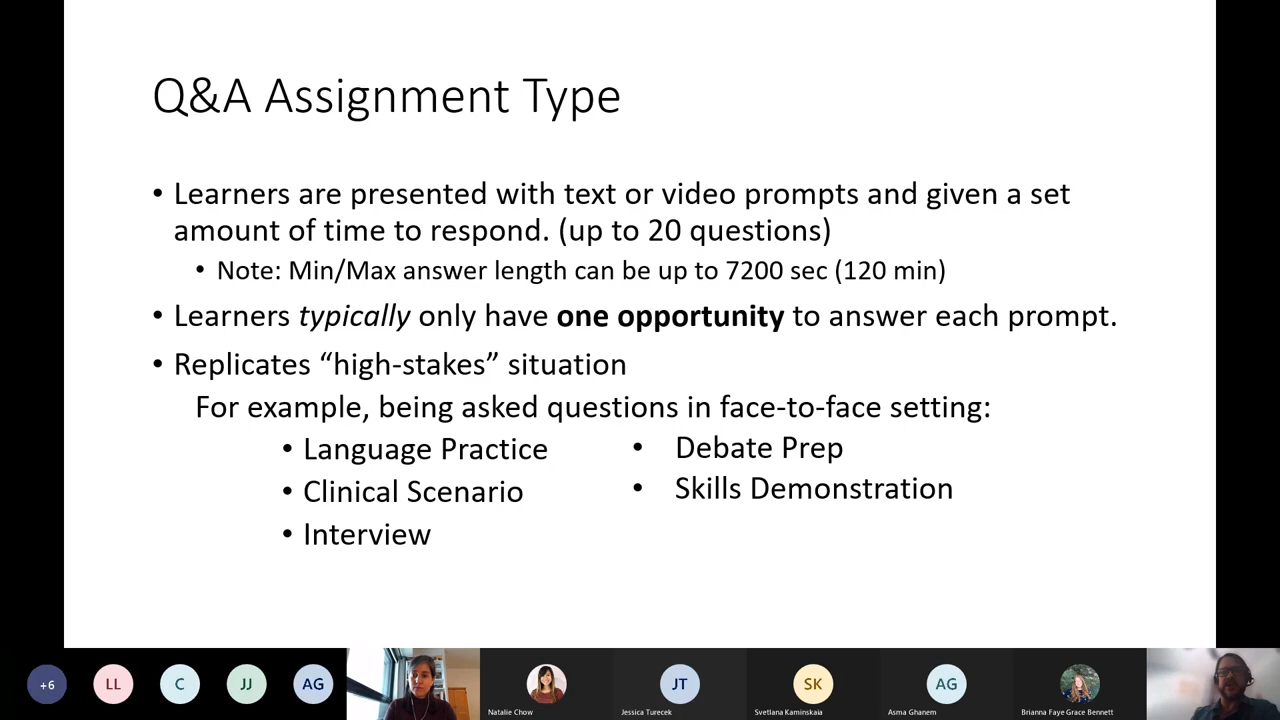 Q&A Assignment Type
• Learners are presented with text or video prompts and given a set
amount of time to respond. (up to 20 questions)
• Note: Min/Max answer length can be up to 7200 sec (120 min)
• Learners typically only have one opportunity to answer each prompt.
• Replicates “high-stakes” situation
For example, being asked questions in face-to-face setting:
• Language Practice
• Clinical Scenario
• Interview
• Debate Prep
• Skills Demonstration
+6
LL
C
JJ
AG
Natalie Chow
JT
Jessica Turecek
SK
Svetlana Kaminskaia
AG
Asma Ghanem
Brianna Faye Grace Bennett